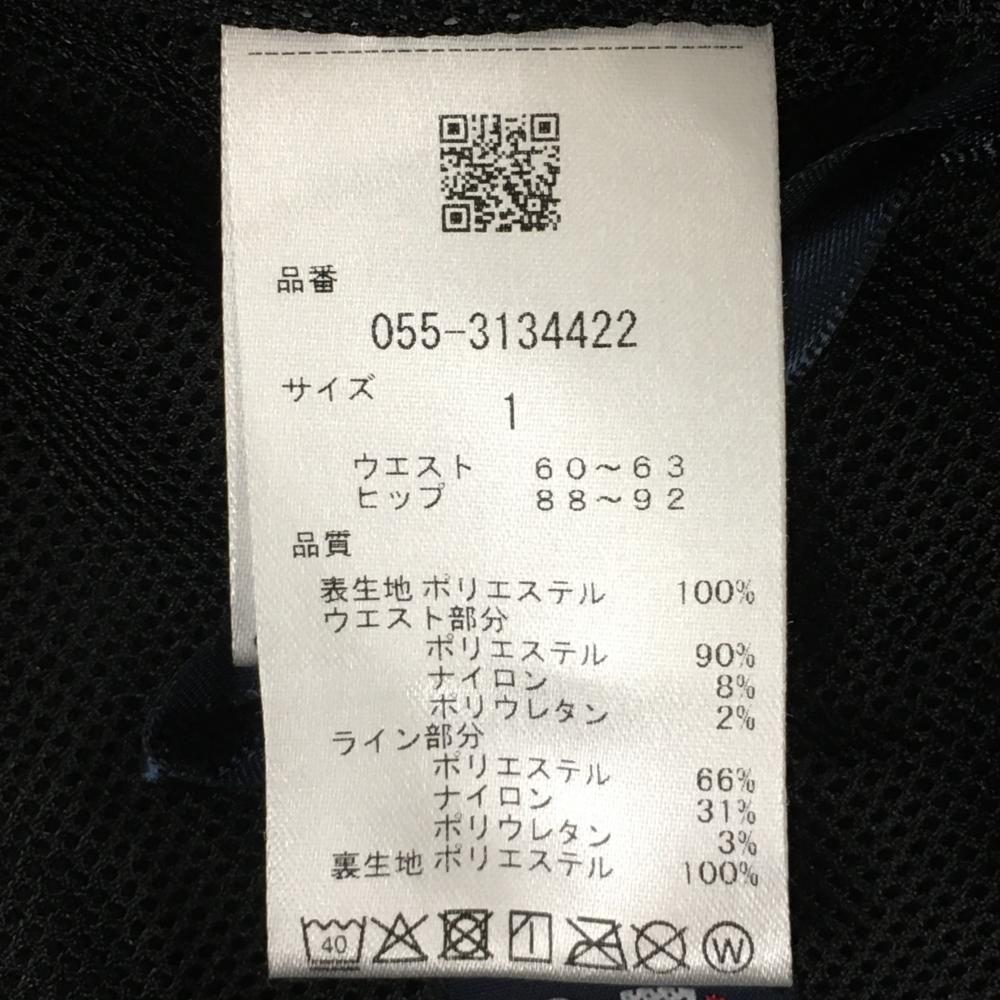 品番
055-3134422
サイズ
1
ウエスト 60～63
ヒップ 88～92
品質
表生地 ポリエステル 100%
ウエスト部分
ポリエステル 90%
ナイロン 8%
ポリウレタン 2%
ライン部分
ポリエステル 66%
ナイロン 31%
ポリウレタン 3%
裏生地 ポリエステル 100%
40 W